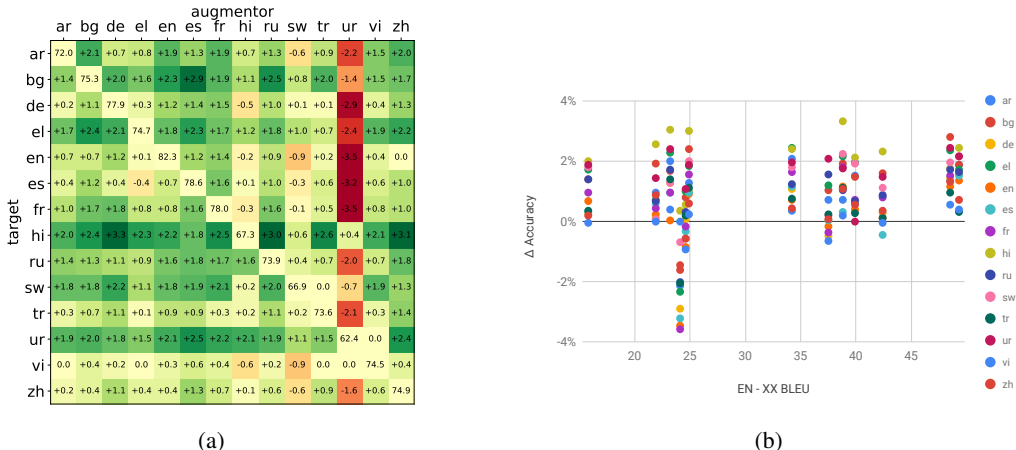 augmentor
ar bg de el en es fr hi ru sw tr ur vi zh
target
ar 72.0 +2.1 +0.7 +0.8 +1.9 +1.3 +1.9 +0.7 +1.3 -0.6 +0.9 -2.2 +1.5 +2.0
bg +1.4 75.3 +2.0 +1.6 +2.3 +2.9 +1.9 +1.1 +2.5 +0.8 +2.0 -1.4 +1.5 +1.7
de +0.2 +1.1 77.9 +0.3 +1.2 +1.4 +1.5 -0.5 +1.0 +0.1 +0.1 -2.9 +0.4 +1.3
el +1.7 +2.4 +2.1 74.7 +1.8 +2.3 +1.7 +1.2 +1.8 +1.0 +0.7 -2.4 +1.9 +2.2
en +0.7 +0.7 +1.2 +0.1 82.3 +1.2 +1.4 -0.2 +0.9 -0.9 +0.2 -3.5 +0.4 0.0
es +0.4 +1.2 +1.0 -0.4 +0.7 78.6 +1.6 +0.1 +1.0 -0.3 +0.6 -3.2 +0.6 +1.0
fr +1.0 +1.7 +1.8 +0.8 +0.8 +1.8 78.0 -0.3 +1.6 -0.1 +0.5 -3.5 +0.8 +1.0
hi +2.0 +2.4 +3.3 +2.3 +2.2 +1.8 +2.5 67.3 +3.0 +0.6 +2.6 +0.4 +2.1 +3.1
ru +1.4 +1.3 +1.1 +1.1 +1.6 +1.6 +1.9 +0.9 73.9 +0.4 +0.7 -2.0 +0.7 +1.8
sw +1.8 +1.8 +2.2 +1.1 +1.8 +1.9 +2.1 +0.2 +2.0 66.9 0.0 -0.7 +1.9 +1.3
tr +0.3 +0.7 +1.1 +0.1 +0.9 +0.9 +0.3 +0.2 +1.1 +0.2 73.6 -2.1 +0.3 +1.4
ur +1.9 +2.0 +1.8 +1.5 +2.1 +2.5 +2.2 +2.1 +1.9 +1.1 +1.5 62.4 0.0 +2.4
vi 0.0 +0.4 +0.2 0.0 +0.3 +0.6 +0.4 -0.6 +0.2 -0.9 0.0 0.0 74.5 +0.4
zh +0.2 +0.4 +1.1 +0.4 +0.4 +1.3 +0.7 +0.1 +0.6 -0.6 +0.9 -1.6 +0.6 74.9
(a)
Δ Accuracy
4%
2%
0%
-2%
-4%
20 25 30 35 40 45
EN - XX BLEU
ar
bg
de
el
en
es
fr
hi
ru
sw
tr
ur
vi
zh
(b)